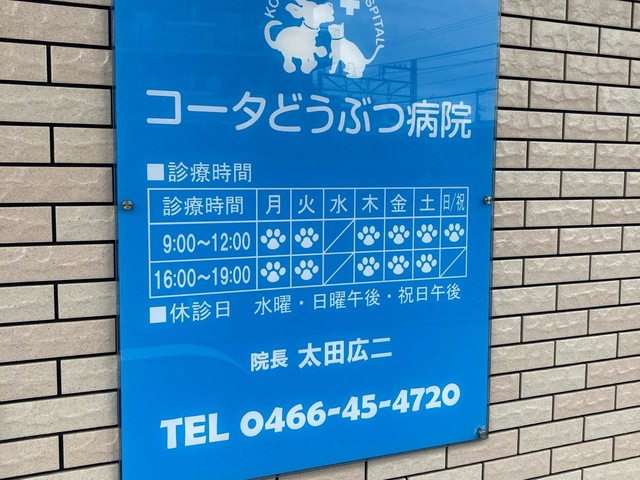 コータどうぶつ病院
■診療時間
診療時間 月 火 水 木 金 土 日/祝
9:00～12:00
16:00～19:00
■休診日 水曜・日曜午後・祝日午後
院長 太田広二
TEL 0466-45-4720